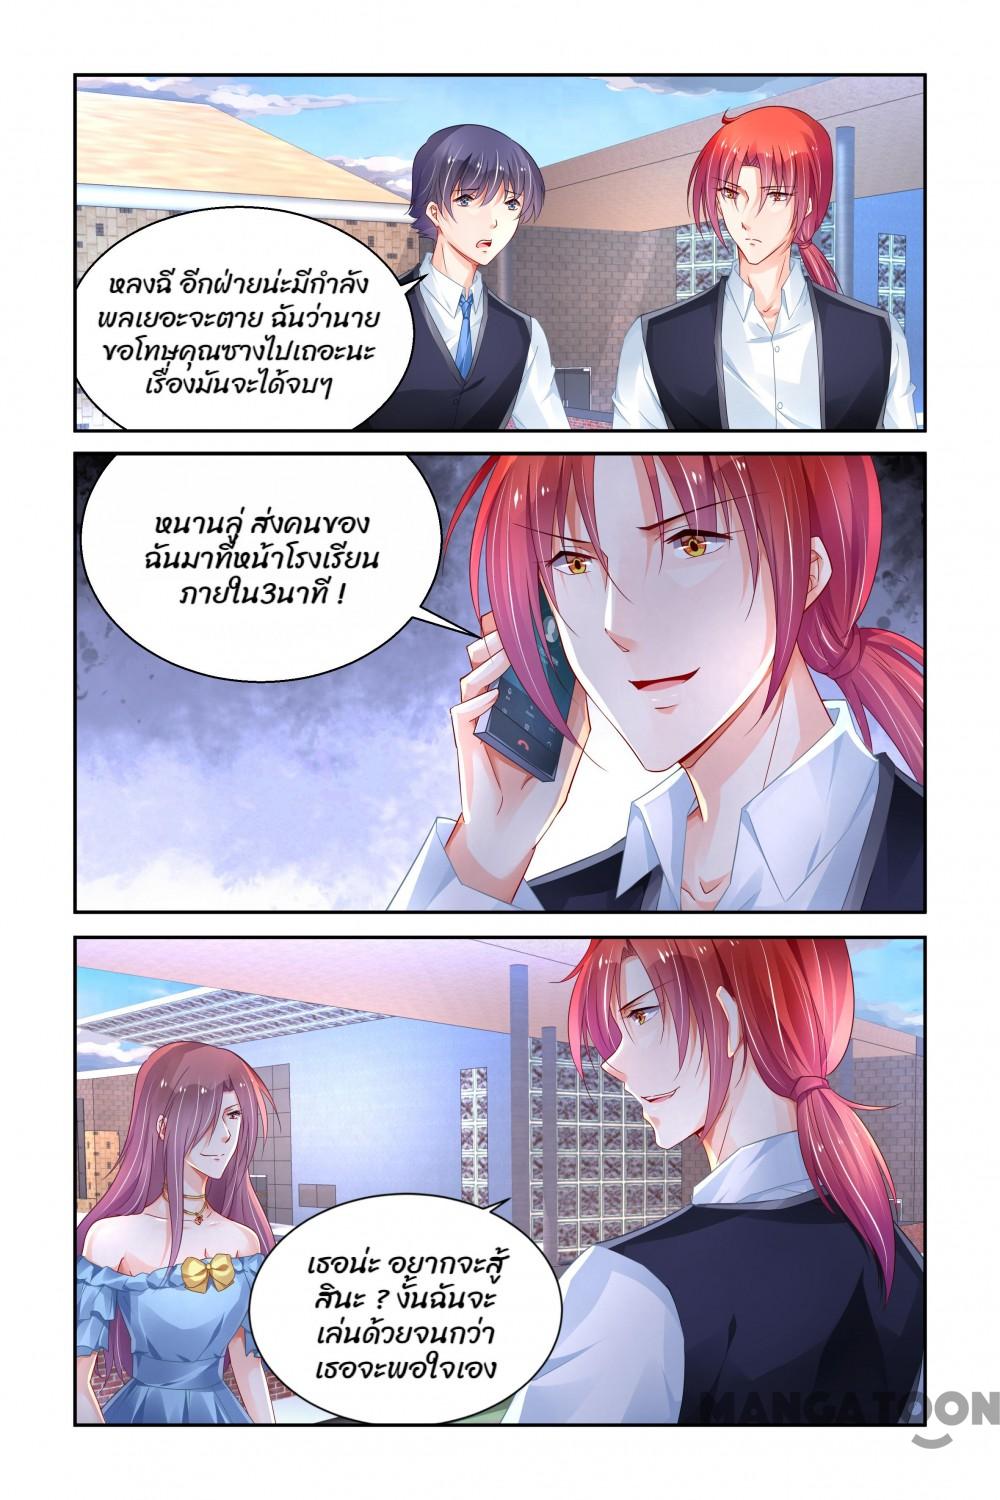 หลงฉี อีกฝ่ายน่ะมีกำลัง
พลเยอะจะตาย ฉันว่านาย
ขอโทษคุณซางไปเถอะนะ
เรื่องมันจะได้จบๆ
หนานลู่ ส่งคนของ
ฉันมาที่หน้าโรงเรียน
ภายใน3นาที !
เธอน่ะ อยากจะสู้
สินะ ? งั้นฉันจะ
เล่นด้วยจนกว่า
เธอจะพอใจเอง
MANGATOON